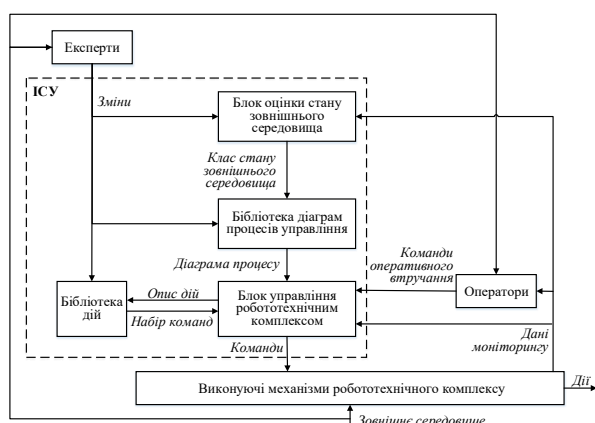 Експерти
ІСУ
Зміни
Блок оцінки стану
зовнішнього
середовища
Клас стану
зовнішнього
середовища
Бібліотека діаграм
процесів управління
Діаграма процесу
Команди
оперативного
втручання
Бібліотека
дій
Опис дій
Набір команд
Блок управління
робототехнічним
комплексом
Оператори
Команди
Дані
моніторингу
Виконуючі механізми робототехнічного комплексу
Дії
Зовнішнє середовище